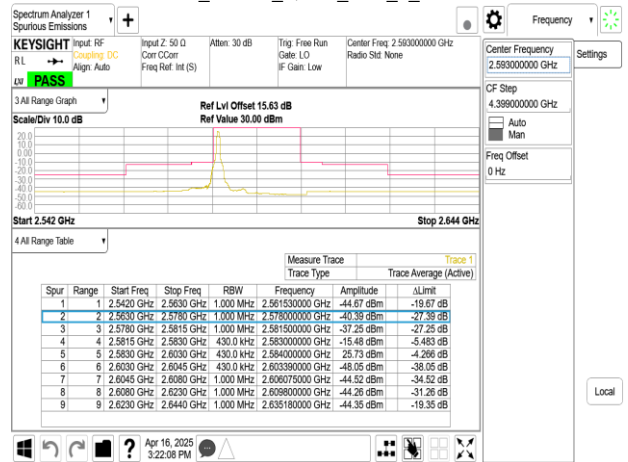 Spectrum Analyzer 1
Spurious Emissions
Frequency
KEYSIGHT Input: RF Input Z: 50 Ω Atten: 30 dB Trig: Free Run Center Freq: 2.593000000 GHz
RL Coupling: DC Corr CCorr Gate: LO Radio Std: None
Align: Auto Freq Ref: Int (S) IF Gain: Low
LXI PASS
Center Frequency
2.593000000 GHz
Settings
CF Step
4.399000000 GHz
Auto
Man
Freq Offset
0 Hz
3 All Range Graph
Ref Lvl Offset 15.63 dB
Scale/Div 10.0 dB Ref Value 30.00 dBm
20.0
10.0
0.00
-10.0
-20.0
-30.0
-40.0
-50.0
-60.0
Start 2.542 GHz Stop 2.644 GHz
4 All Range Table
Measure Trace Trace 1
Trace Type Trace Average (Active)
Spur Range Start Freq Stop Freq RBW Frequency Amplitude ΔLimit
1 1 2.5420 GHz 2.5630 GHz 1.000 MHz 2.561530000 GHz -44.67 dBm -19.67 dB
2 2 2.5630 GHz 2.5780 GHz 1.000 MHz 2.578000000 GHz -40.39 dBm -27.39 dB
3 3 2.5780 GHz 2.5815 GHz 1.000 MHz 2.581500000 GHz -37.25 dBm -27.25 dB
4 4 2.5815 GHz 2.5830 GHz 430.0 kHz 2.583000000 GHz -15.48 dBm -5.483 dB
5 5 2.5830 GHz 2.6030 GHz 430.0 kHz 2.584000000 GHz 25.73 dBm -4.266 dB
6 6 2.6030 GHz 2.6045 GHz 430.0 kHz 2.603390000 GHz -48.05 dBm -38.05 dB
7 7 2.6045 GHz 2.6080 GHz 1.000 MHz 2.606075000 GHz -44.52 dBm -34.52 dB
8 8 2.6080 GHz 2.6230 GHz 1.000 MHz 2.609800000 GHz -44.26 dBm -31.26 dB
9 9 2.6230 GHz 2.6440 GHz 1.000 MHz 2.635180000 GHz -44.35 dBm -19.35 dB
Local
Apr 16, 2025
3:22:08 PM